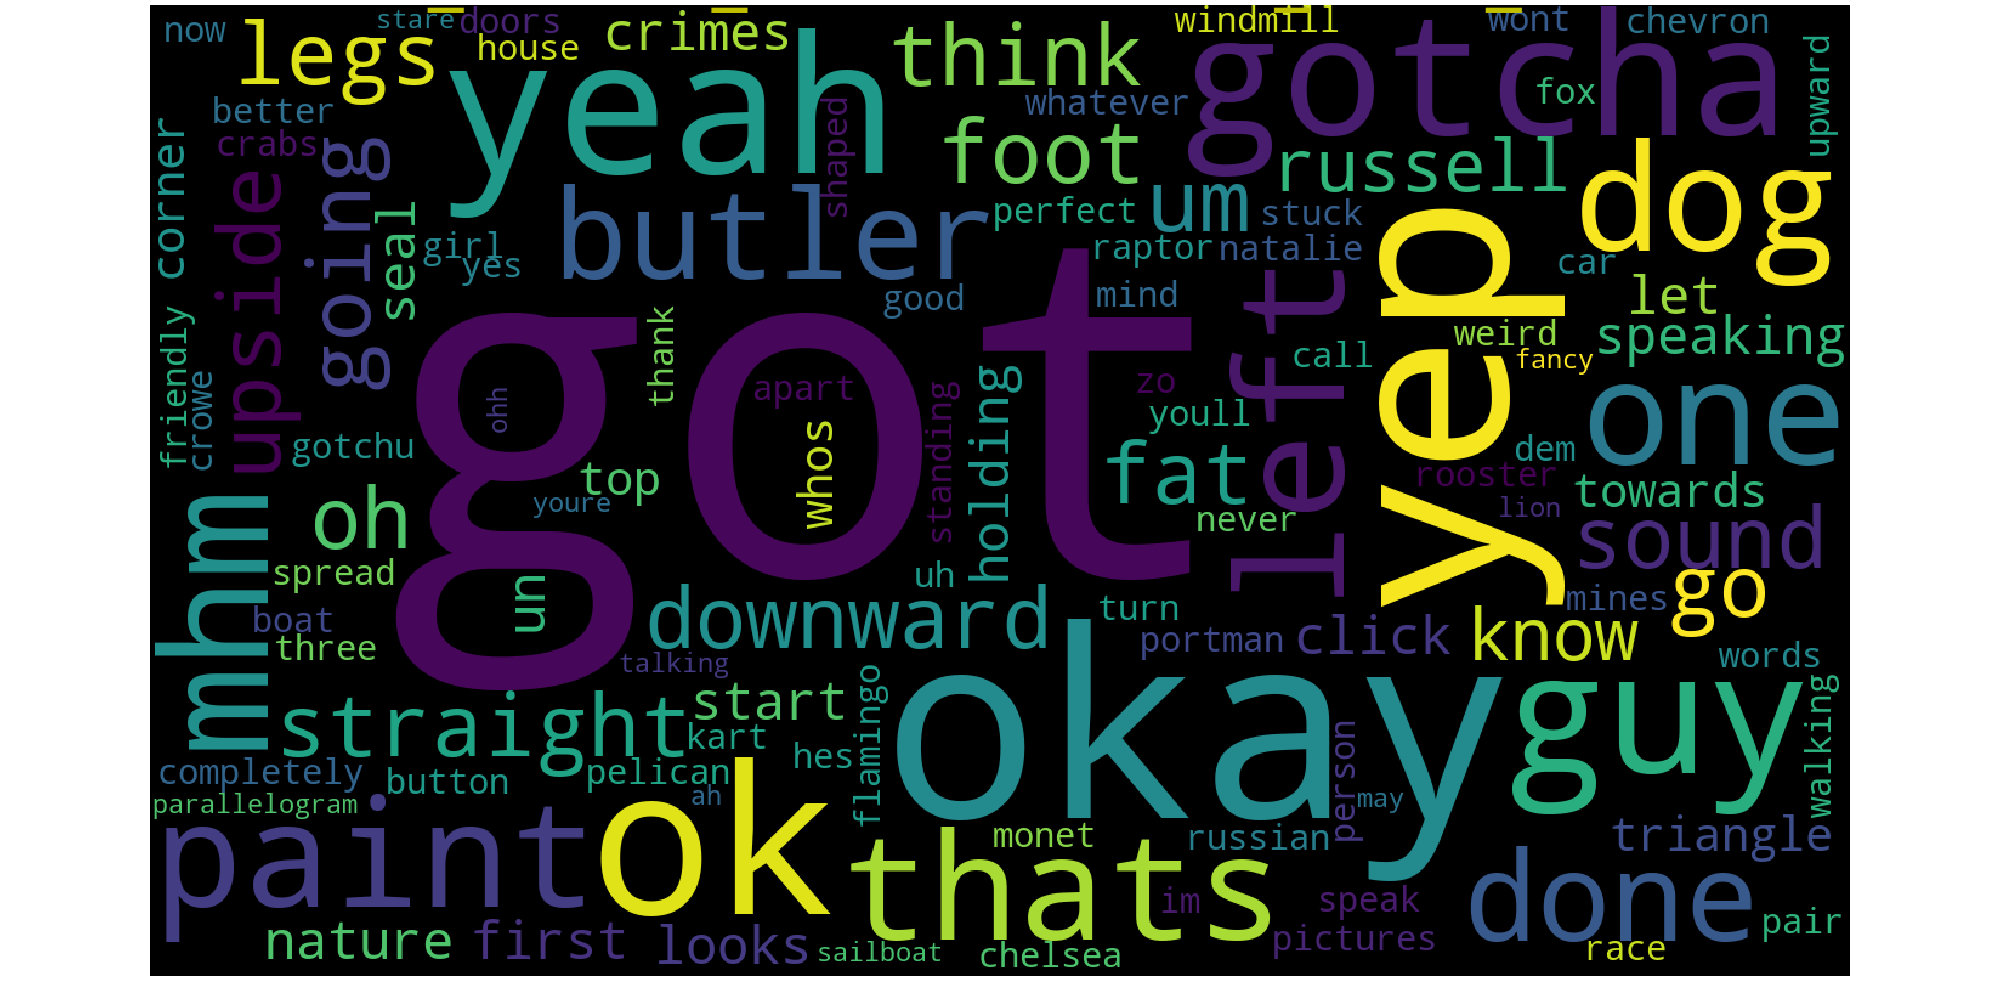 now
stare
doors
house
crimes
legs
yeah
think
windmill
wont
chevron
gotcha
fox
upward
better
crabs
whatever
foot
shaped
russell
dog
corner
upside
going
seal
girl
yes
butler
perfect
um
stuck
raptor
natalie
good
mind
car
let
left
yep
speaking
weird
fancy
call
friendly
crowe
thank
got
ohh
apart
whos
standing
holding
zo
youll
one
gotchu
fat
dem
rooster
towards
lion
top
youre
never
oh
mhm
sound
spread
un
uh
boat
three
downward
turn
mines
go
portman
click
know
words
talking
okay
guy
walking
straight
start
kart
hes
flamingo
person
completely
button
pelican
ah
may
parallelogram
paint
ok
thats
monet
russian
triangle
done
im
speak
pair
nature
first
looks
sailboat
chelsea
pictures
race